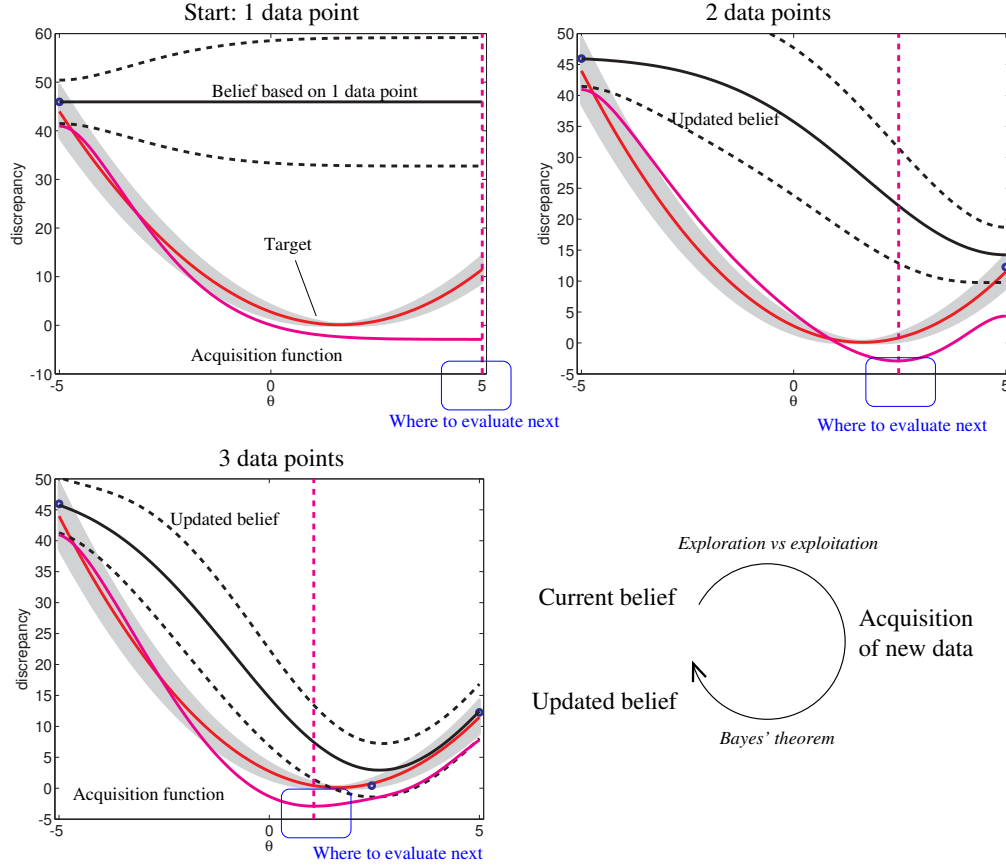 Start: 1 data point
60
50
40
30
20
10
0
-10
-5
0
5
discrepancy
θ
Belief based on 1 data point
Target
Acquisition function
Where to evaluate next
2 data points
50
45
40
35
30
25
20
15
10
5
0
-5
-5
0
5
discrepancy
θ
Updated belief
Where to evaluate next
3 data points
50
45
40
35
30
25
20
15
10
5
0
-5
-5
0
5
discrepancy
θ
Updated belief
Acquisition function
Where to evaluate next
Exploration vs exploitation
Current belief
Acquisition
of new data
Updated belief
Bayes' theorem